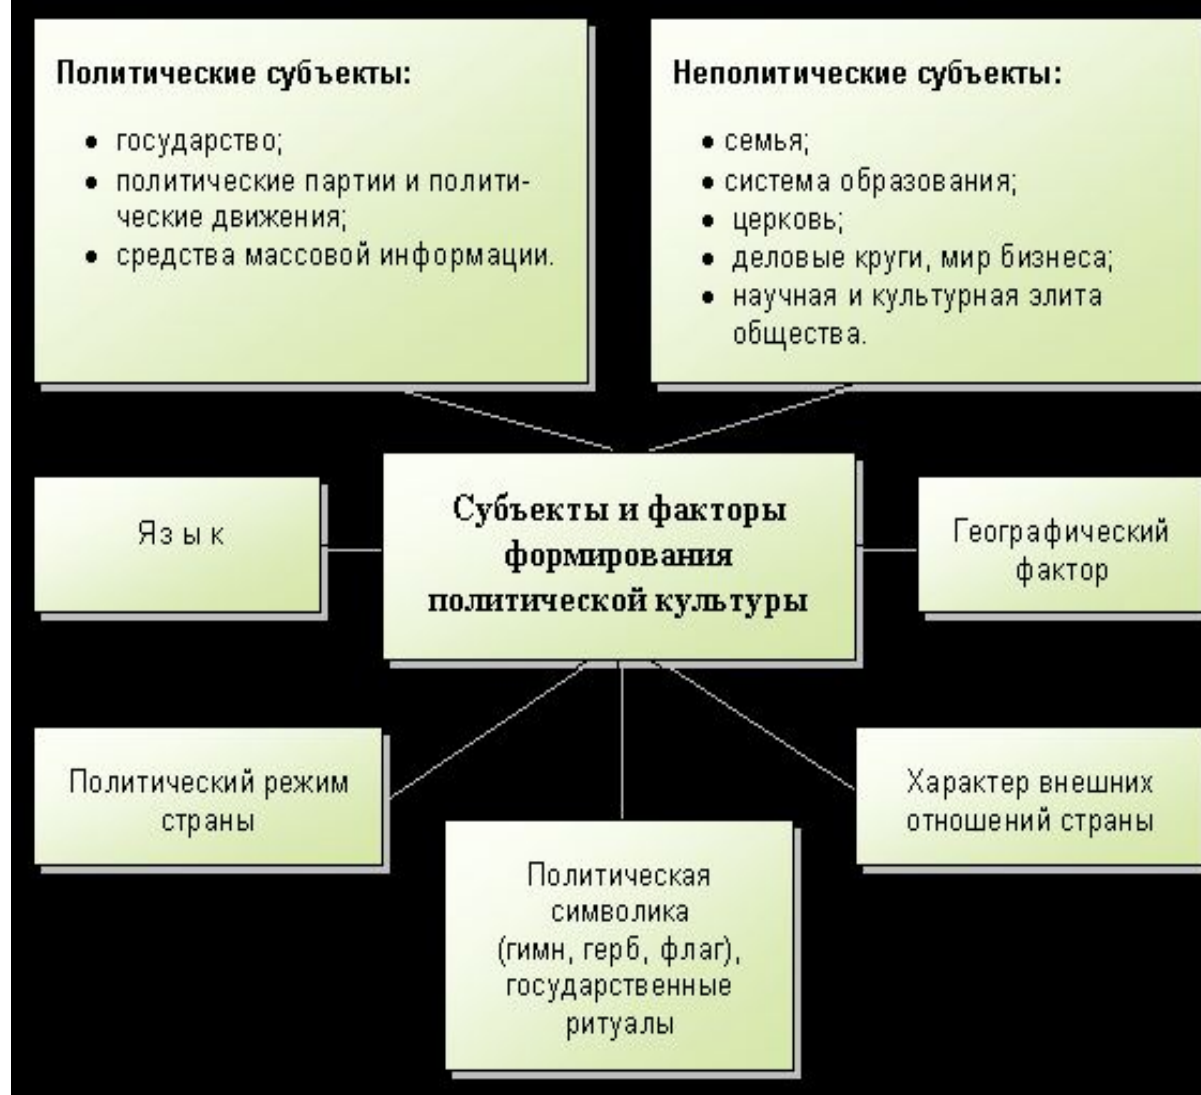 Политические субъекты:
• государство;
• политические партии и полити-
ческие движения;
• средства массовой информации.
Неполитические субъекты:
• семья;
• система образования;
• церковь;
• деловые круги, мир бизнеса;
• научная и культурная элита
общества.
Язык
Субъекты и факторы
формирования
политической культуры
Географический
фактор
Политический режим
страны
Политическая
символика
(гимн, герб, флаг),
государственные
ритуалы
Характер внешних
отношений страны